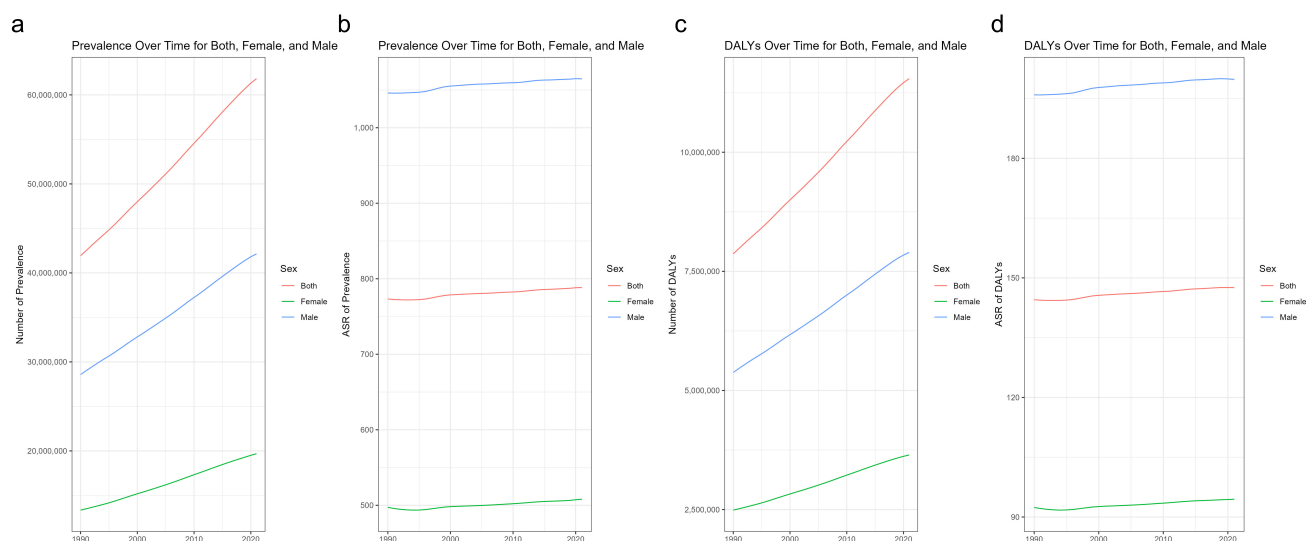 a
Prevalence Over Time for Both, Female, and Male
Number of Prevalence
60,000,000
50,000,000
40,000,000
30,000,000
20,000,000
1990
2000
2010
2020
Sex
Both
Female
Male
b
Prevalence Over Time for Both, Female, and Male
ASR of Prevalence
1,000
900
800
700
600
500
1990
2000
2010
2020
Sex
Both
Female
Male
c
DALYs Over Time for Both, Female, and Male
Number of DALYs
10,000,000
7,500,000
5,000,000
2,500,000
1990
2000
2010
2020
Sex
Both
Female
Male
d
DALYs Over Time for Both, Female, and Male
ASR of DALYs
180
150
120
90
1990
2000
2010
2020
Sex
Both
Female
Male